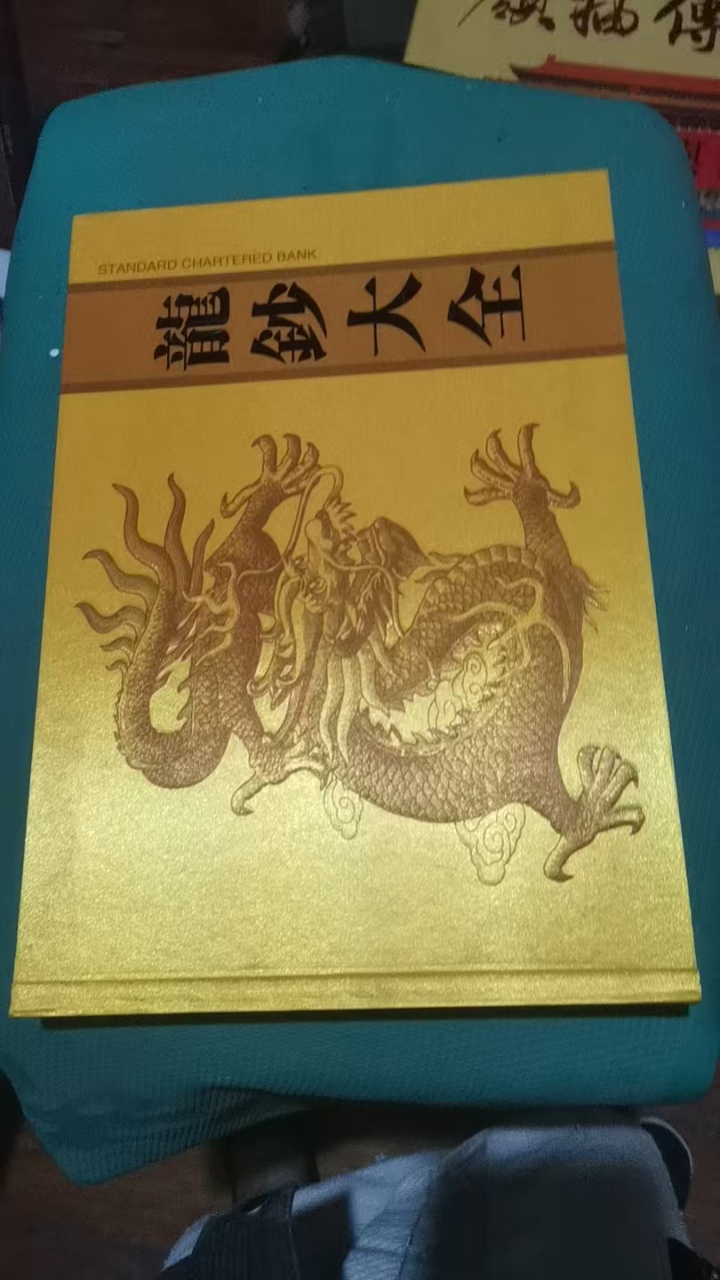 STANDARD CHARTERED BANK
龍鈔大全